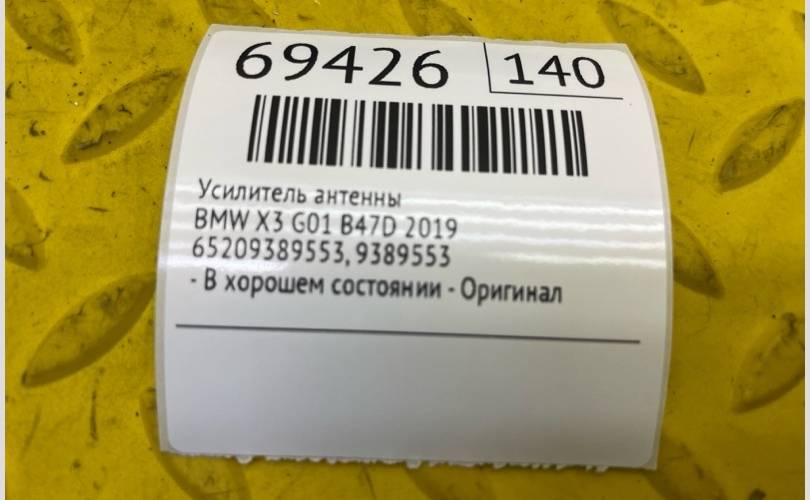 69426 140
Усилитель антенны
BMW X3 G01 B47D 2019
65209389553, 9389553
- В хорошем состоянии - Оригинал